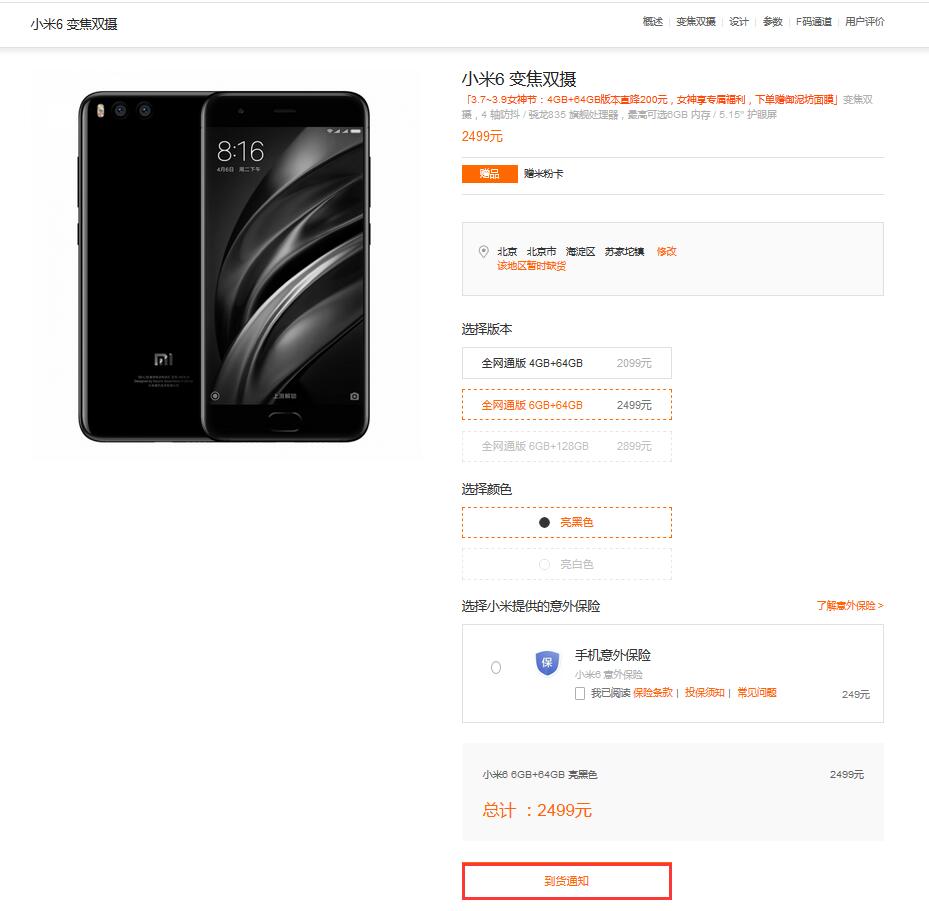 小米6 变焦双摄
概述 变焦双摄 设计 参数 F码通道 用户评价
8:16
4月6日 周二下午
上滑解锁
小米6 变焦双摄
「3.7~3.9女神节：4GB+64GB版本直降200元，女神享专属福利，下单赠御泥坊面膜」变焦双
摄，4 轴防抖 / 骁龙835 旗舰处理器，最高可选6GB 内存 / 5.15" 护眼屏
2499元
赠品 赠米粉卡
北京 北京市 海淀区 苏家坨镇 修改
该地区暂时缺货
选择版本
全网通版 4GB+64GB 2099元
全网通版 6GB+64GB 2499元
全网通版 6GB+128GB 2899元
选择颜色
亮黑色
亮白色
选择小米提供的意外保险 了解意外保险 >
保 手机意外保险
小米6 意外保险
我已阅读 保险条款 | 投保须知 | 常见问题 249元
小米6 6GB+64GB 亮黑色 2499元
总计 ：2499元
到货通知